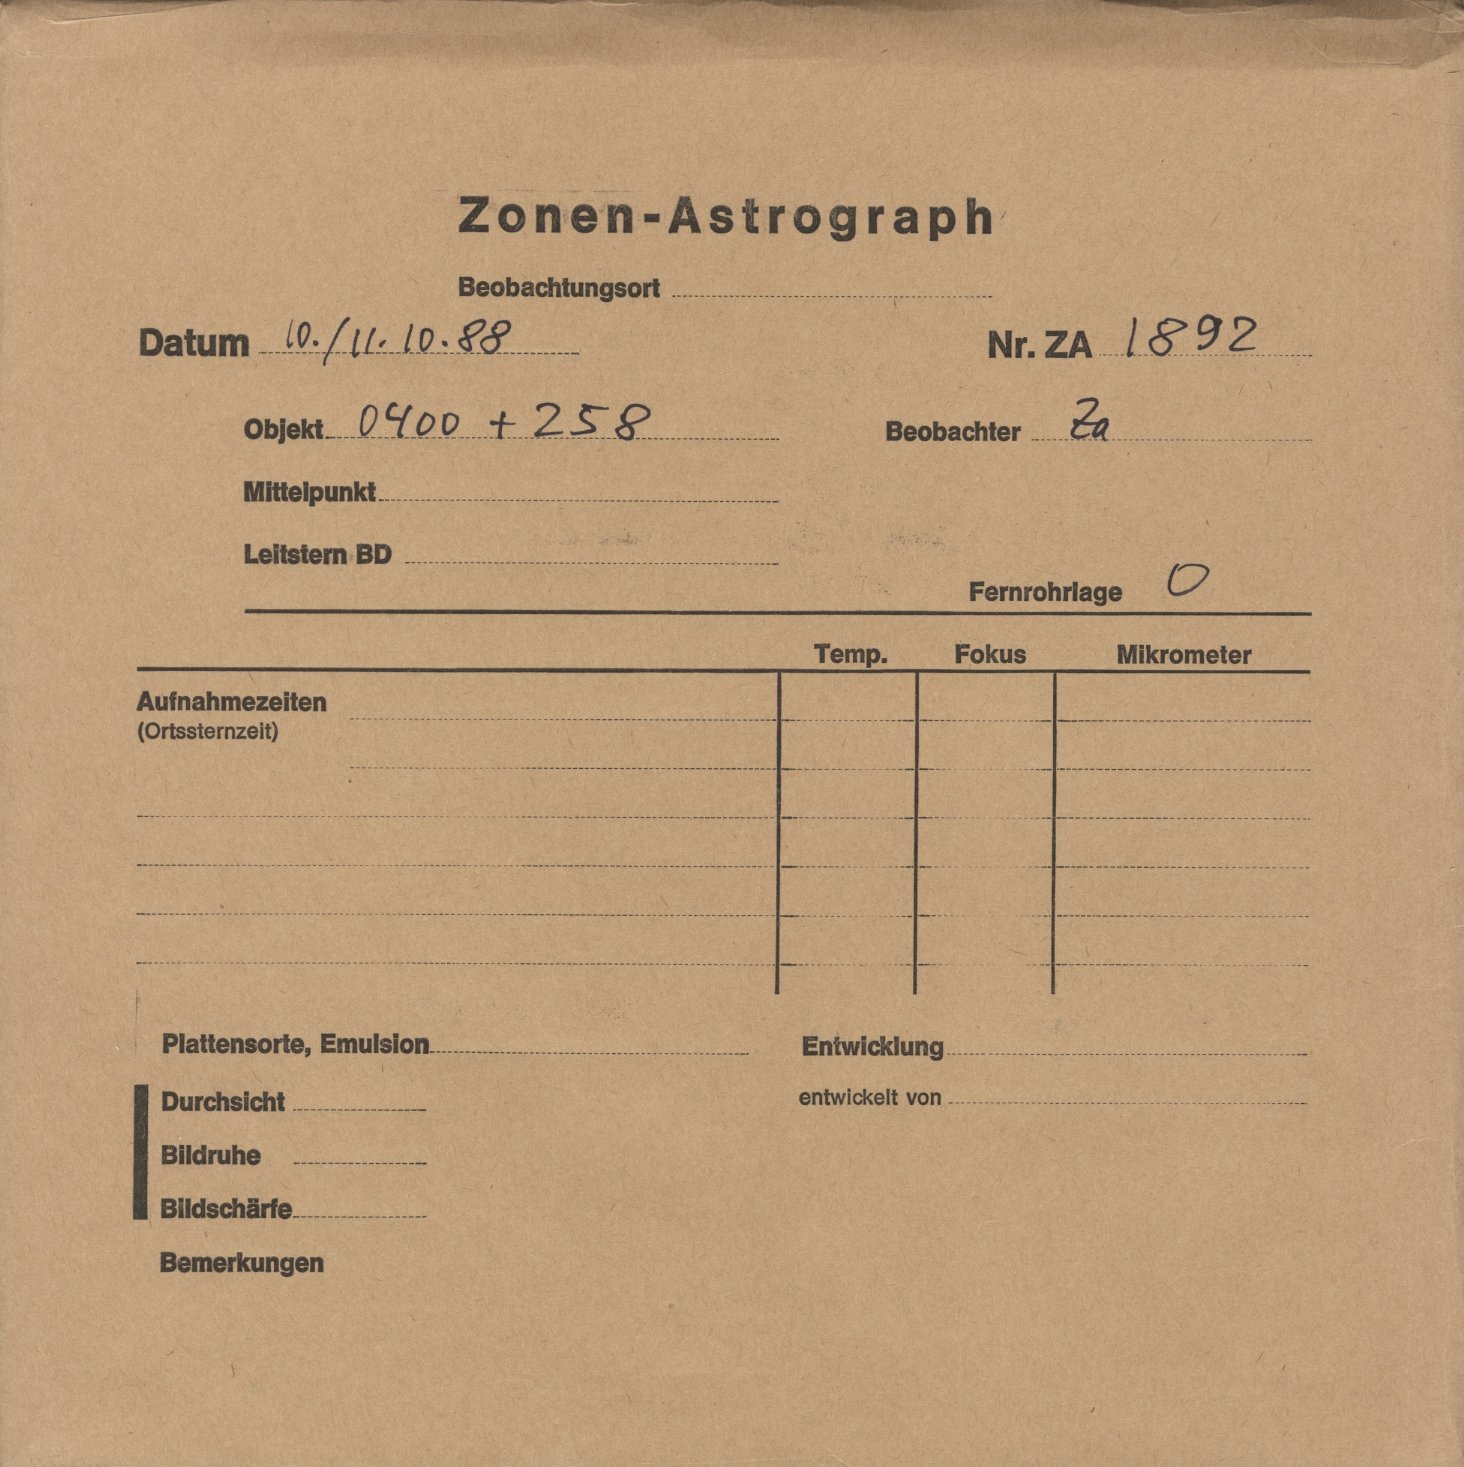 Zonen-Astrograph
Beobachtungsort
Datum 10./11.10.88 Nr. ZA 1892
Objekt 0400 + 258 Beobachter Za
Mittelpunkt
Leitstern BD
Fernrohrlage O
Temp. Fokus Mikrometer
Aufnahmezeiten
(Ortssternzeit)
Plattensorte, Emulsion Entwicklung
Durchsicht entwickelt von
Bildruhe
Bildschärfe
Bemerkungen